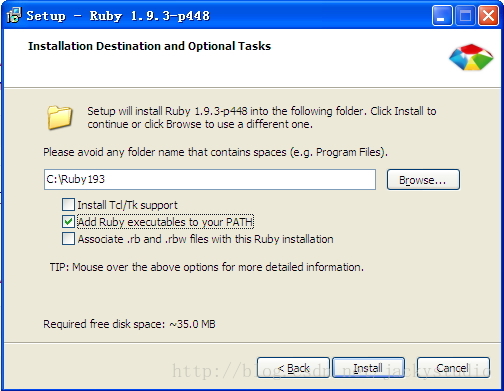 Setup - Ruby 1.9.3-p448
Installation Destination and Optional Tasks
Setup will install Ruby 1.9.3-p448 into the following folder. Click Install to
continue or click Browse to use a different one.
Please avoid any folder name that contains spaces (e.g. Program Files).
C:\Ruby193
Browse...
Install Tcl/Tk support
Add Ruby executables to your PATH
Associate .rb and .rbw files with this Ruby installation
TIP: Mouse over the above options for more detailed information.
Required free disk space: ~35.0 MB
< Back
Install
Cancel